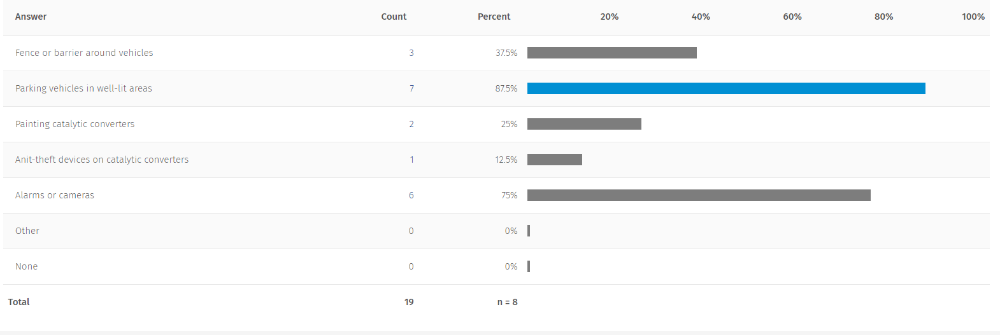 Answer Count Percent 20% 40% 60% 80% 100%
Fence or barrier around vehicles 3 37.5%
Parking vehicles in well-lit areas 7 87.5%
Painting catalytic converters 2 25%
Anit-theft devices on catalytic converters 1 12.5%
Alarms or cameras 6 75%
Other 0 0%
None 0 0%
Total 19 n = 8